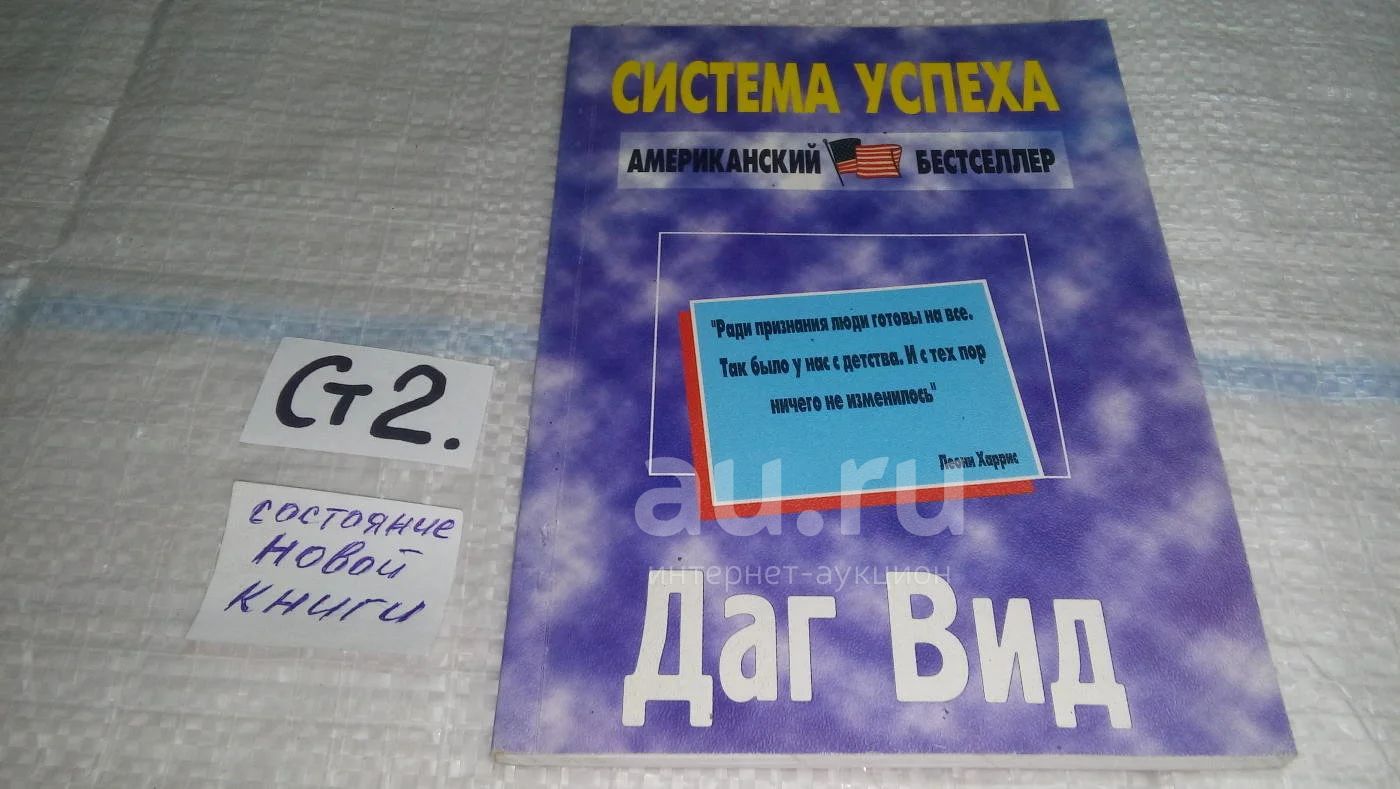 СИСТЕМА УСПЕХА
АМЕРИКАНСКИЙ БЕСТСЕЛЛЕР
"Ради признания люди готовы на все.
Так было у нас с детства. И с тех пор
ничего не изменилось"
Леони Харрис
Даг Вид
Ст2.
состояние
новой
книги
au.ru
интернет-аукцион